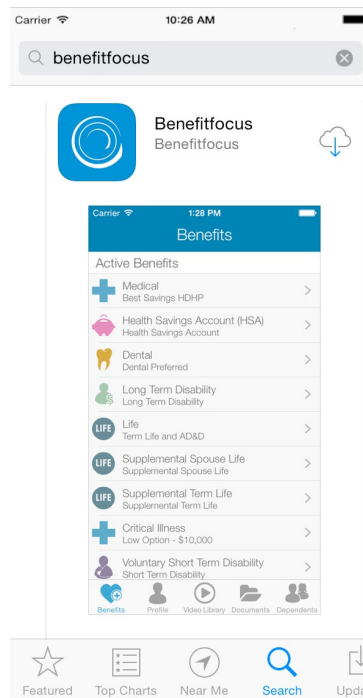 Carrier 10:26 AM
benefitfocus
Benefitfocus
Benefitfocus
Carrier 1:28 PM
Benefits
Active Benefits
Medical
Best Savings HDHP
Health Savings Account (HSA)
Health Savings Account
Dental
Dental Preferred
Long Term Disability
Long Term Disability
LIFE Life
Term Life and AD&D
LIFE Supplemental Spouse Life
Supplemental Spouse Life
LIFE Supplemental Term Life
Supplemental Term Life
Critical Illness
Low Option - $10,000
Voluntary Short Term Disability
Short Term Disability
Benefits Profile Video Library Documents Dependents
Featured Top Charts Near Me Search Upda